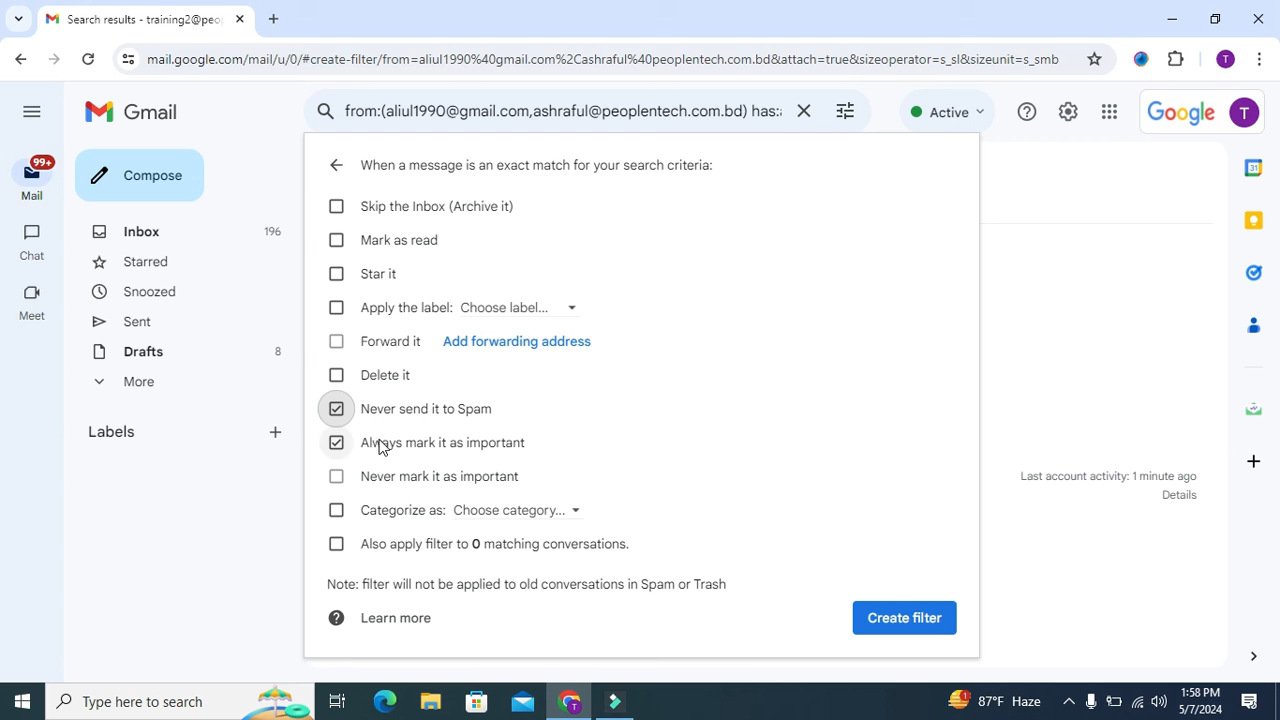 Search results - training2@peo
mail.google.com/mail/u/0/#create-filter/from=aliul1990%40gmail.com%2Cashraful%40peoplentech.com.bd&attach=true&sizeoperator=s_sl&sizeunit=s_smb
T
Gmail
from:(aliul1990@gmail.com,ashraful@peoplentech.com.bd) has:a
Active
Google
T
99+
Mail
Chat
Meet
Compose
Inbox 196
Starred
Snoozed
Sent
Drafts 8
More
Labels
When a message is an exact match for your search criteria:
Skip the Inbox (Archive it)
Mark as read
Star it
Apply the label: Choose label...
Forward it Add forwarding address
Delete it
Never send it to Spam
Always mark it as important
Never mark it as important
Categorize as: Choose category...
Also apply filter to 0 matching conversations.
Note: filter will not be applied to old conversations in Spam or Trash
Learn more
Create filter
Last account activity: 1 minute ago
Details
31
Type here to search
T
1
87°F Haze
1:58 PM
5/7/2024